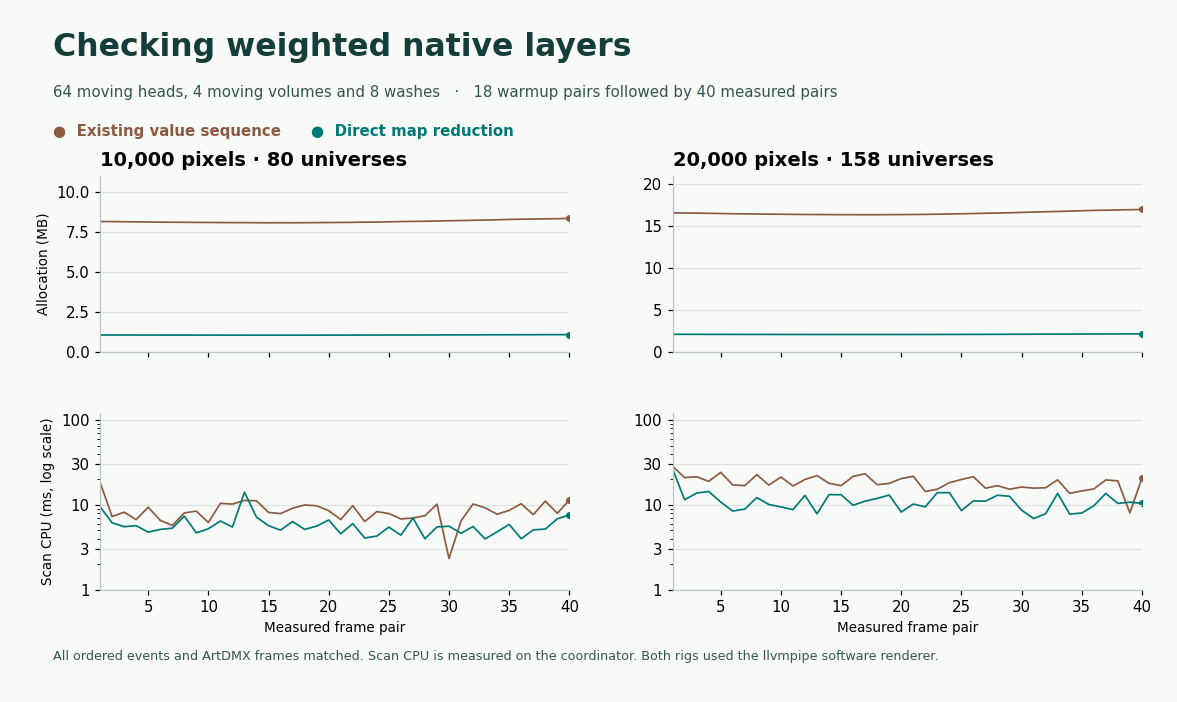 Checking weighted native layers
64 moving heads, 4 moving volumes and 8 washes · 18 warmup pairs followed by 40 measured pairs
● Existing value sequence ● Direct map reduction
10,000 pixels · 80 universes
Allocation (MB)
10.0
7.5
5.0
2.5
0.0
20,000 pixels · 158 universes
20
15
10
5
0
Scan CPU (ms, log scale)
100
30
10
3
1
5 10 15 20 25 30 35 40
Measured frame pair
100
30
10
3
1
5 10 15 20 25 30 35 40
Measured frame pair
All ordered events and ArtDMX frames matched. Scan CPU is measured on the coordinator. Both rigs used the llvmpipe software renderer.